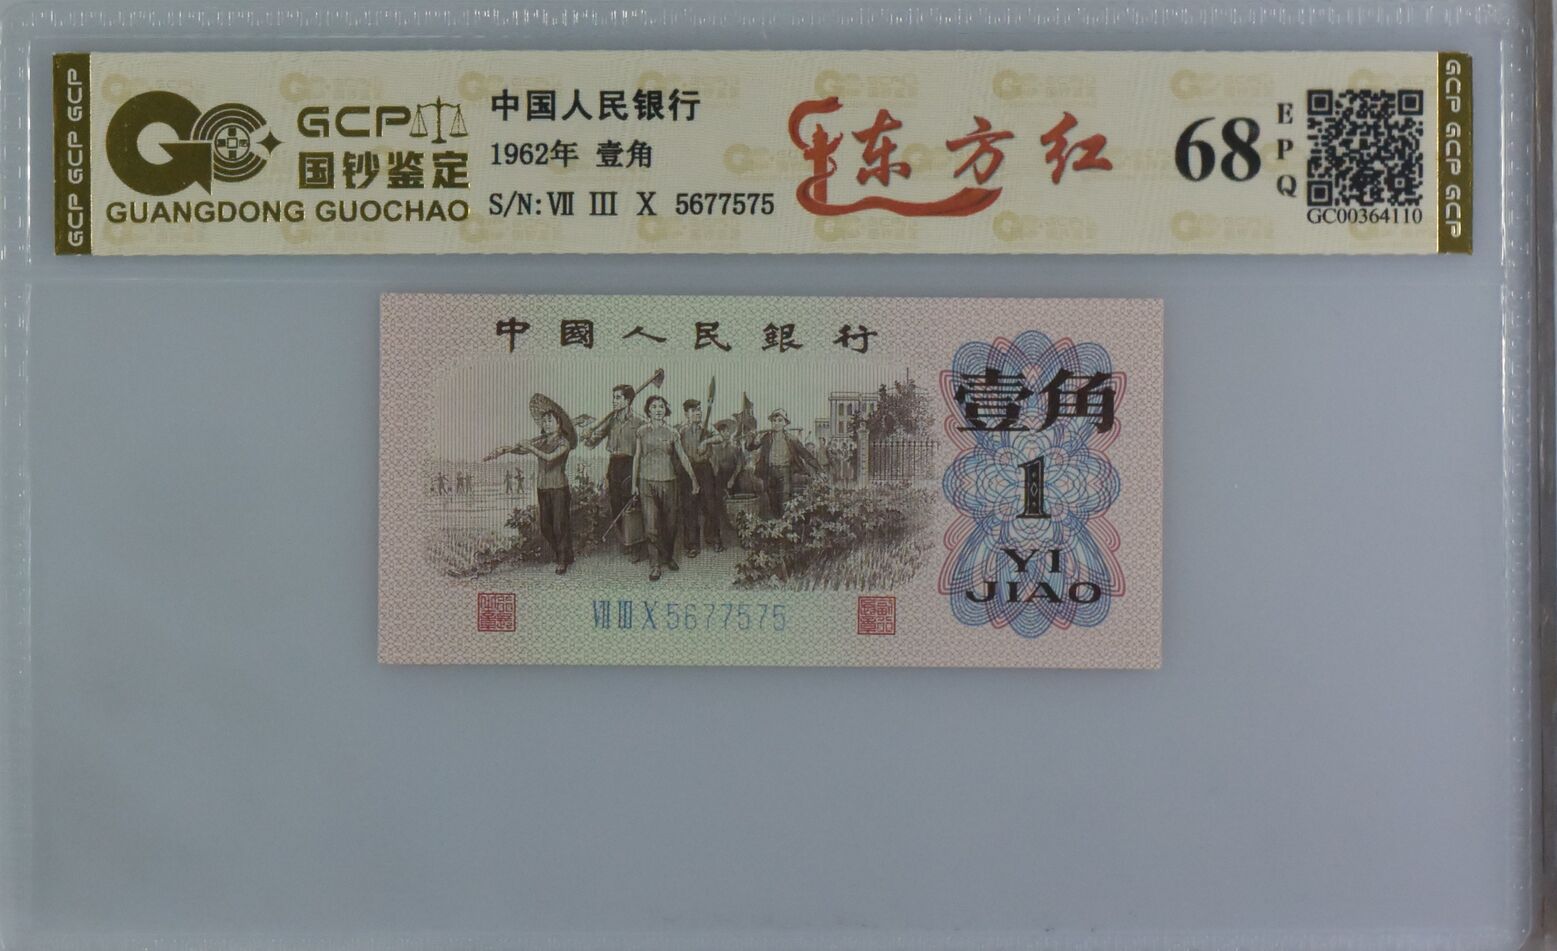 GCP GCP GCP
GCP
国钞鉴定
GUANGDONG GUOCHAO
中国人民银行
1962年 壹角
S/N: Ⅶ Ⅲ Ⅹ 5677575
东方红
68
EPQ
GC00364110
GCP GCP GCP
中國人民銀行
壹角
1
YI
JIAO
Ⅶ Ⅲ Ⅹ 5677575